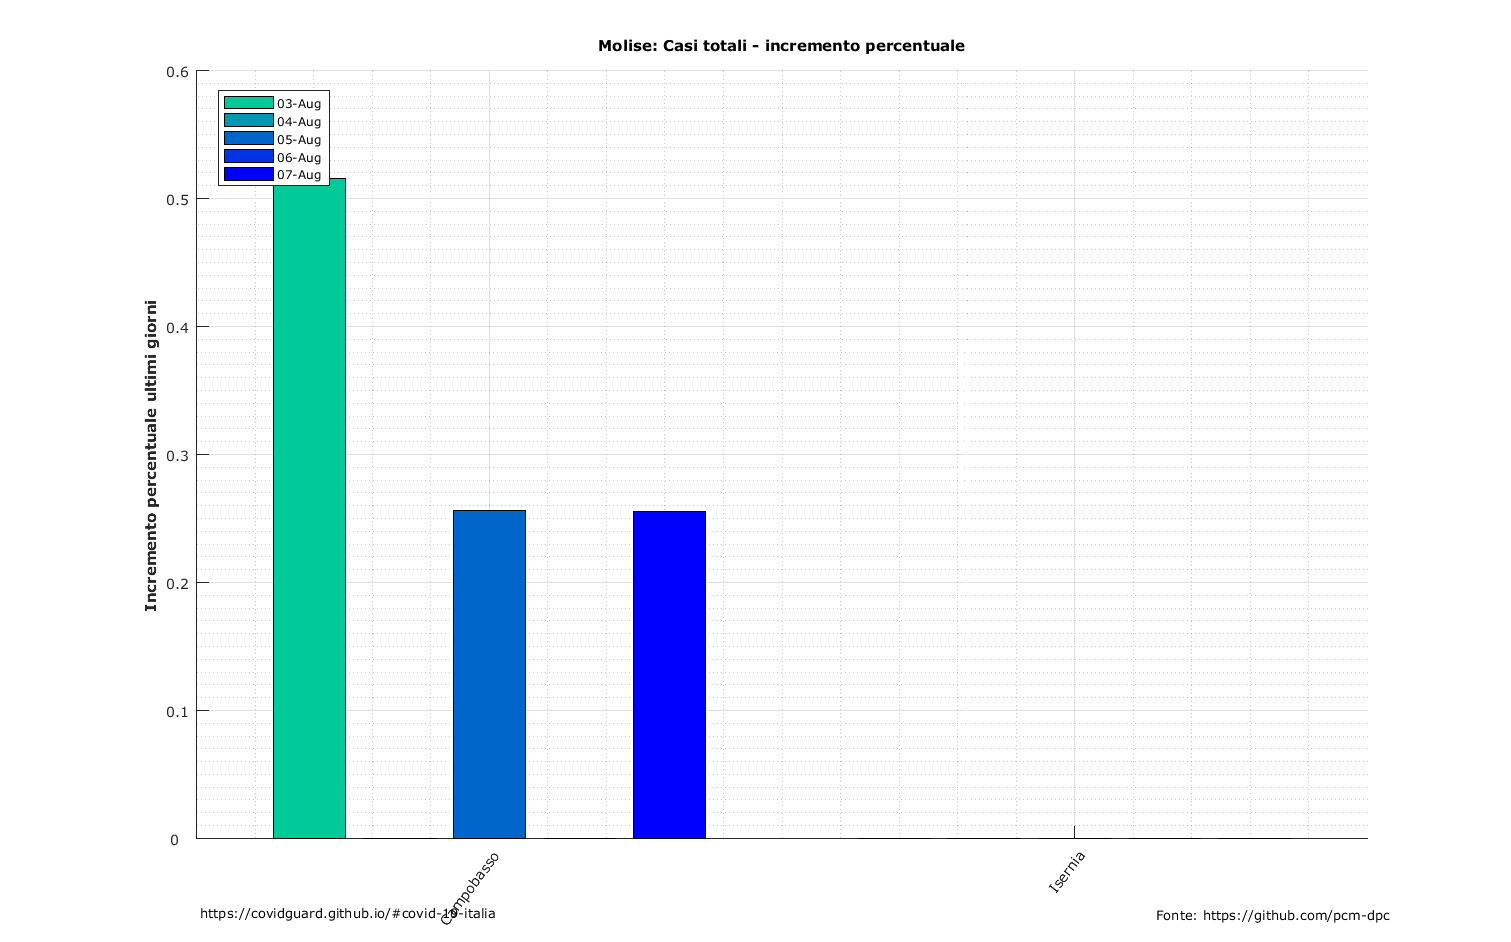 Molise: Casi totali - incremento percentuale
0.6
0.5
0.4
0.3
0.2
0.1
0
Incremento percentuale ultimi giorni
03-Aug
04-Aug
05-Aug
06-Aug
07-Aug
Campobasso
Isernia
https://covidguard.github.io/#covid-19-italia
Fonte: https://github.com/pcm-dpc